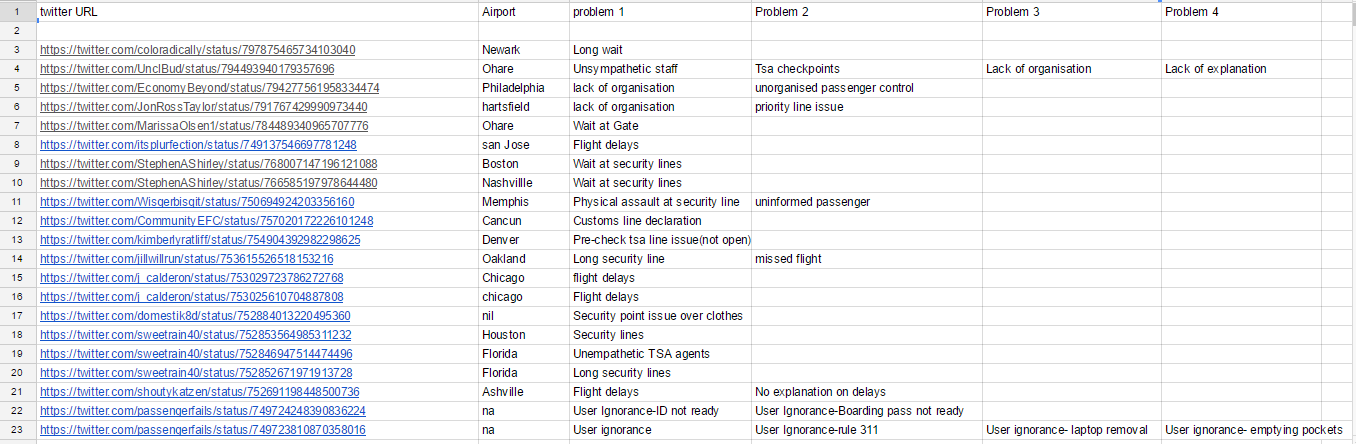 1 twitter URL Airport problem 1 Problem 2 Problem 3 Problem 4
2
3 https://twitter.com/coloradically/status/797875465734103040 Newark Long wait
4 https://twitter.com/UnclBud/status/794493940179357696 Ohare Unsympathetic staff Tsa checkpoints Lack of organisation Lack of explanation
5 https://twitter.com/EconomyBeyond/status/794277561958334474 Philadelphia lack of organisation unorganised passenger control
6 https://twitter.com/JonRossTaylor/status/791767429990973440 hartsfield lack of organisation priority line issue
7 https://twitter.com/MarissaOlsen1/status/784489340965707776 Ohare Wait at Gate
8 https://twitter.com/itsplurfection/status/749137546697781248 san Jose Flight delays
9 https://twitter.com/StephenAShirley/status/768007147196121088 Boston Wait at security lines
10 https://twitter.com/StephenAShirley/status/766585197978644480 Nashvillle Wait at security lines
11 https://twitter.com/Wisgerbisgit/status/750694924203356160 Memphis Physical assault at security line uninformed passenger
12 https://twitter.com/CommunityEFC/status/757020172226101248 Cancun Customs line declaration
13 https://twitter.com/kimberlyratliff/status/754904392982298625 Denver Pre-check tsa line issue(not open)
14 https://twitter.com/jillwillrun/status/753615526518153216 Oakland Long security line missed flight
15 https://twitter.com/j_calderon/status/753029723786272768 Chicago flight delays
16 https://twitter.com/j_calderon/status/753025610704887808 chicago Flight delays
17 https://twitter.com/domestik8d/status/752884013220495360 nil Security point issue over clothes
18 https://twitter.com/sweetrain40/status/752853564985311232 Houston Security lines
19 https://twitter.com/sweetrain40/status/752846947514474496 Florida Unempathetic TSA agents
20 https://twitter.com/sweetrain40/status/752852671971913728 Florida Long security lines
21 https://twitter.com/shoutykatzen/status/752691198448500736 Ashville Flight delays No explanation on delays
22 https://twitter.com/passengerfails/status/749724248390836224 na User Ignorance-ID not ready User Ignorance-Boarding pass not ready
23 https://twitter.com/passengerfails/status/749723810870358016 na User ignorance User Ignorance-rule 311 User ignorance- laptop removal User ignorance- emptying pockets